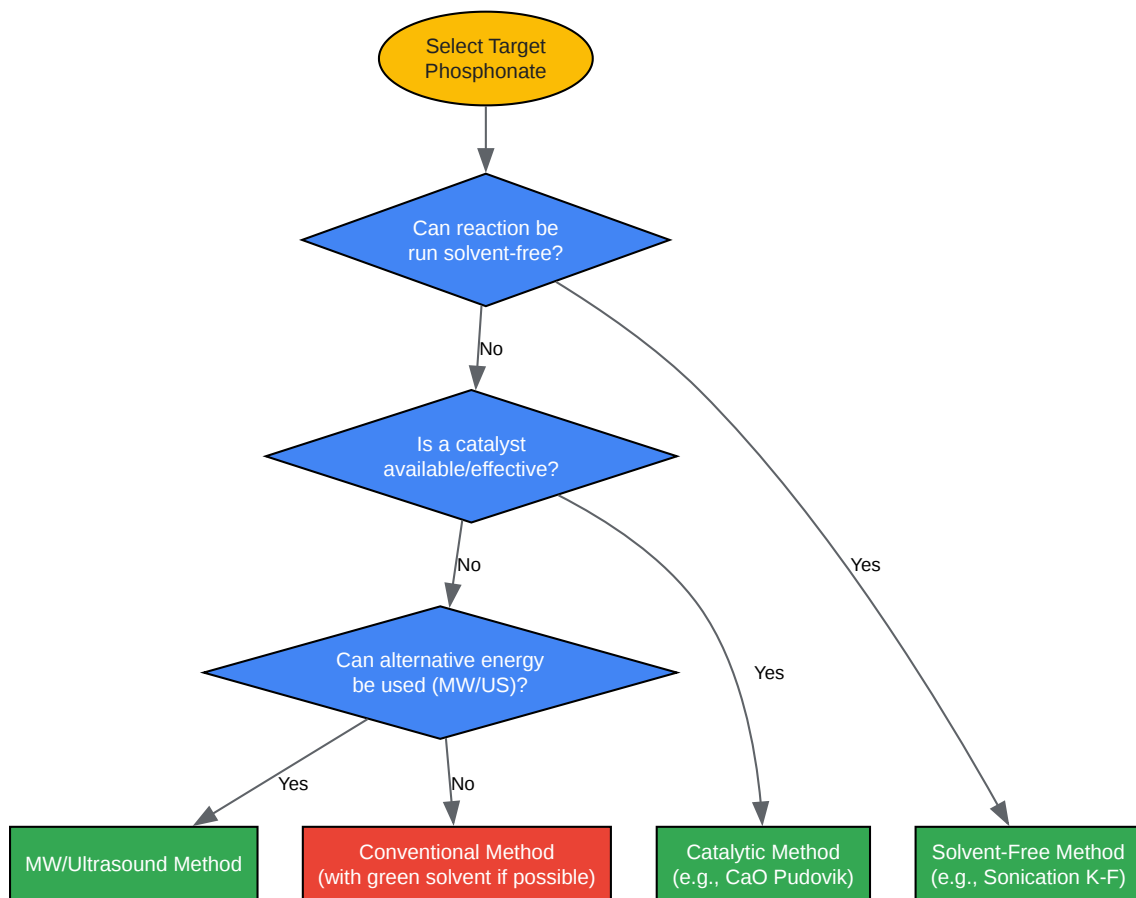 Select Target
Phosphonate
Can reaction be
run solvent-free?
No
Is a catalyst
available/effective?
No
Yes
Can alternative energy
be used (MW/US)?
Yes
Yes
No
MW/Ultrasound Method
Conventional Method
(with green solvent if possible)
Catalytic Method
(e.g., CaO Pudovik)
Solvent-Free Method
(e.g., Sonication K-F)